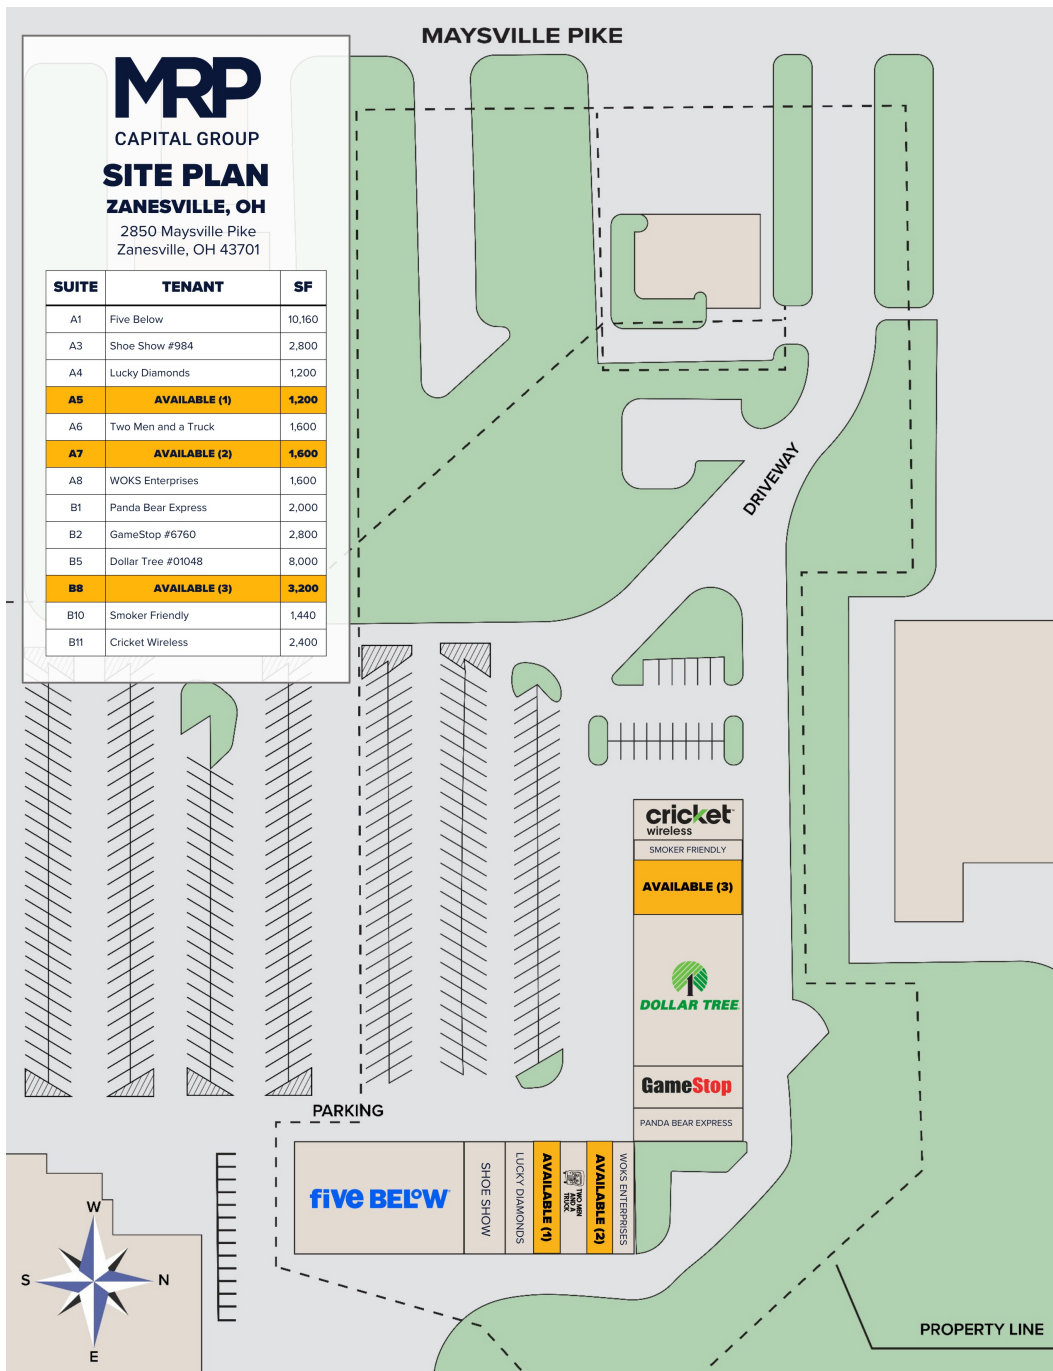 MAYSVILLE PIKE
MRP
CAPITAL GROUP
SITE PLAN
ZANESVILLE, OH
2850 Maysville Pike
Zanesville, OH 43701
SUITE TENANT SF
A1 Five Below 10,160
A3 Shoe Show #984 2,800
A4 Lucky Diamonds 1,200
A5 AVAILABLE (1) 1,200
A6 Two Men and a Truck 1,600
A7 AVAILABLE (2) 1,600
A8 WOKS Enterprises 1,600
B1 Panda Bear Express 2,000
B2 GameStop #6760 2,800
B5 Dollar Tree #01048 8,000
B8 AVAILABLE (3) 3,200
B10 Smoker Friendly 1,440
B11 Cricket Wireless 2,400
DRIVEWAY
cricket
wireless
SMOKER FRIENDLY
AVAILABLE (3)
DOLLAR TREE
GameStop
PANDA BEAR EXPRESS
PARKING
five BELOW
SHOE SHOW
LUCKY DIAMONDS
AVAILABLE (1)
TWO MEN
AND A
TRUCK
AVAILABLE (2)
WOKS ENTERPRISES
W
S N
E
PROPERTY LINE